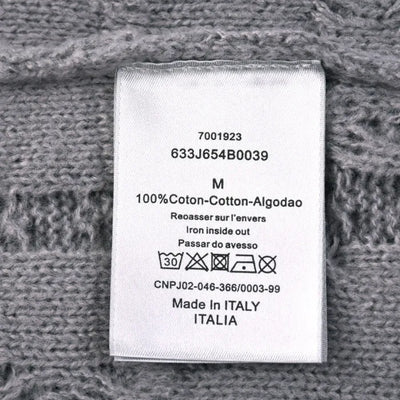 7001923
633J654B0039
M
100%Coton-Cotton-Algodao
Reoasser sur l'envers
Iron inside out
Passar do avesso
30
CNPJ02-046-366/0003-99
Made In ITALY
ITALIA